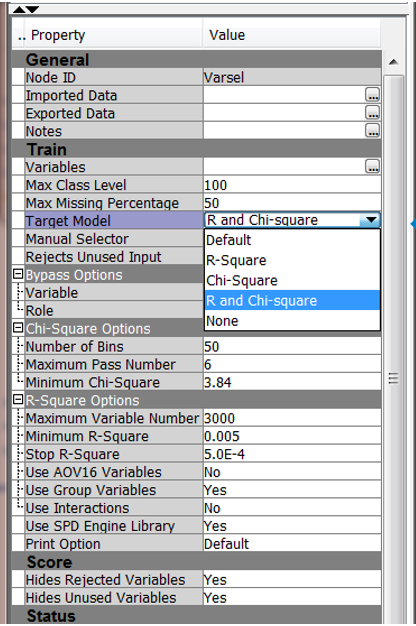 .. Property Value
General
Node ID Varsel
Imported Data ...
Exported Data ...
Notes ...
Train
Variables ...
Max Class Level 100
Max Missing Percentage 50
Target Model R and Chi-square
Manual Selector Default
Rejects Unused Input R-Square
Bypass Options Chi-Square
Variable R and Chi-square
Role None
Chi-Square Options
Number of Bins 50
Maximum Pass Number 6
Minimum Chi-Square 3.84
R-Square Options
Maximum Variable Number 3000
Minimum R-Square 0.005
Stop R-Square 5.0E-4
Use AOV16 Variables No
Use Group Variables Yes
Use Interactions No
Use SPD Engine Library Yes
Print Option Default
Score
Hides Rejected Variables Yes
Hides Unused Variables Yes
Status